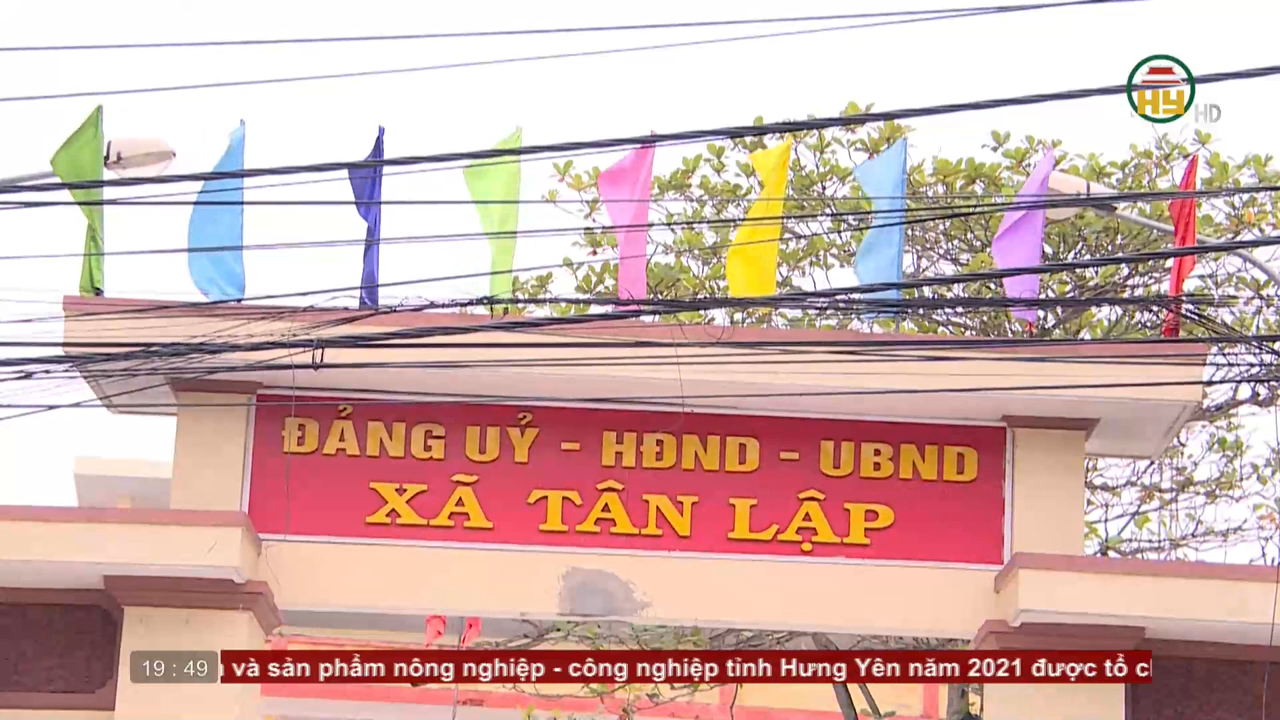 HY HD
ĐẢNG UỶ - HĐND - UBND
XÃ TÂN LẬP
19 : 49
và sản phẩm nông nghiệp - công nghiệp tỉnh Hưng Yên năm 2021 được tổ